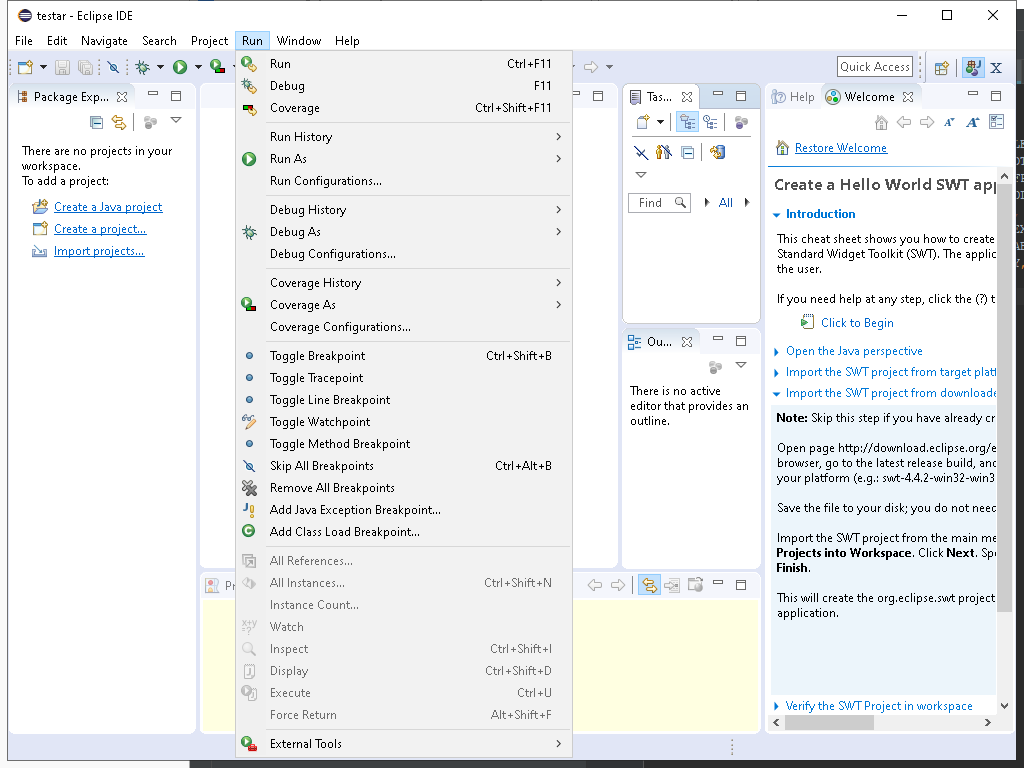 testar - Eclipse IDE
File Edit Navigate Search Project Run Window Help
Quick Access
Package Exp...
There are no projects in your
workspace.
To add a project:
Create a Java project
Create a project...
Import projects...
Run Ctrl+F11
Debug F11
Coverage Ctrl+Shift+F11
Run History
Run As
Run Configurations...
Debug History
Debug As
Debug Configurations...
Coverage History
Coverage As
Coverage Configurations...
Toggle Breakpoint Ctrl+Shift+B
Toggle Tracepoint
Toggle Line Breakpoint
Toggle Watchpoint
Toggle Method Breakpoint
Skip All Breakpoints Ctrl+Alt+B
Remove All Breakpoints
Add Java Exception Breakpoint...
Add Class Load Breakpoint...
All References...
All Instances... Ctrl+Shift+N
Instance Count...
Watch
Inspect Ctrl+Shift+I
Display Ctrl+Shift+D
Execute Ctrl+U
Force Return Alt+Shift+F
External Tools
Pr
Tas...
Find All
Ou...
There is no active
editor that provides an
outline.
Help Welcome
Restore Welcome
Create a Hello World SWT app
Introduction
This cheat sheet shows you how to create
Standard Widget Toolkit (SWT). The applic
the user.
If you need help at any step, click the (?) t
Click to Begin
Open the Java perspective
Import the SWT project from target platf
Import the SWT project from downloade
Note: Skip this step if you have already cr
Open page http://download.eclipse.org/e
browser, go to the latest release build, and
your platform (e.g.: swt-4.4.2-win32-win3
Save the file to your disk; you do not need
Import the SWT project from the main me
Projects into Workspace. Click Next. Spe
Finish.
This will create the org.eclipse.swt project
application.
Verify the SWT Project in workspace